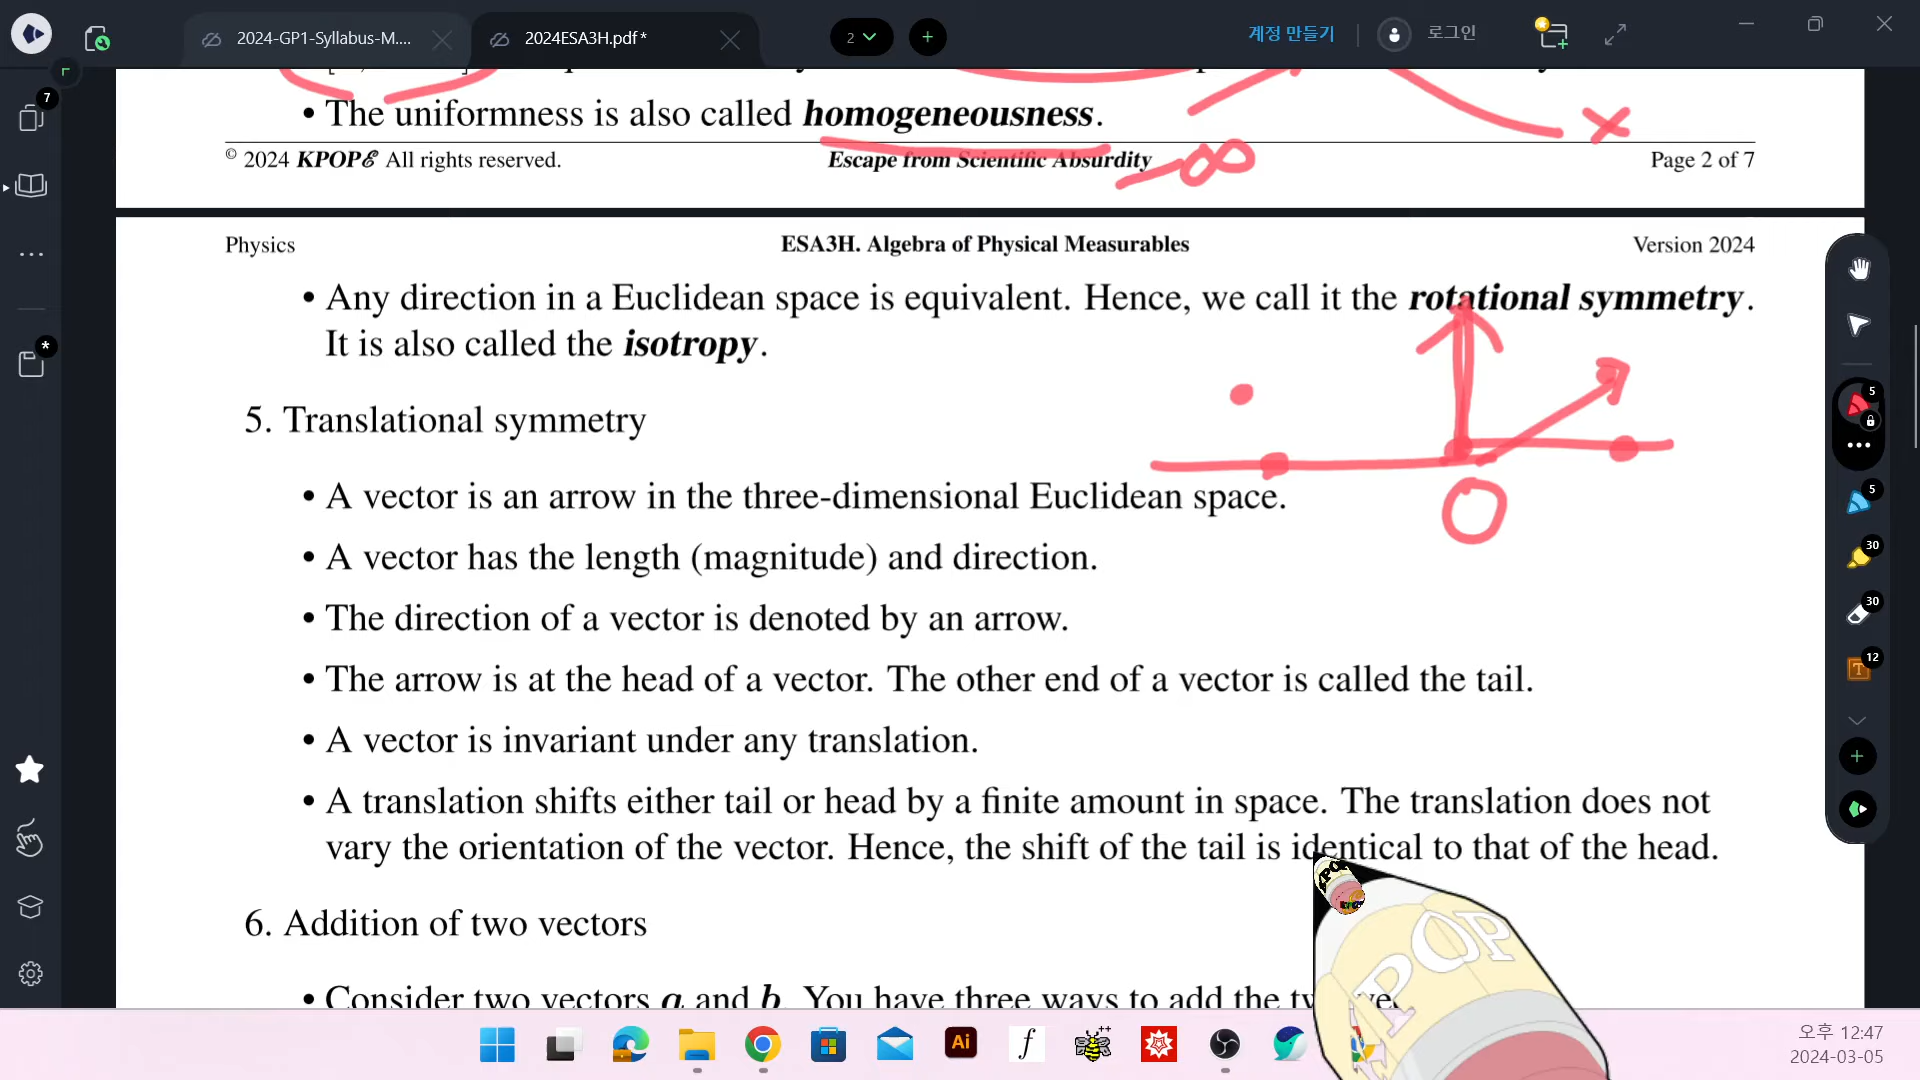 2024-GP1-Syllabus-M....
2024ESA3H.pdf*
2
계정 만들기
로그인
7
• The uniformness is also called homogeneousness.
© 2024 KPOPE All rights reserved.
Escape from Scientific Absurdity
Page 2 of 7
-∞
Physics
ESA3H. Algebra of Physical Measurables
Version 2024
• Any direction in a Euclidean space is equivalent. Hence, we call it the rotational symmetry.
It is also called the isotropy.
O
5. Translational symmetry
• A vector is an arrow in the three-dimensional Euclidean space.
• A vector has the length (magnitude) and direction.
• The direction of a vector is denoted by an arrow.
• The arrow is at the head of a vector. The other end of a vector is called the tail.
• A vector is invariant under any translation.
• A translation shifts either tail or head by a finite amount in space. The translation does not
vary the orientation of the vector. Hence, the shift of the tail is identical to that of the head.
6. Addition of two vectors
• Consider two vectors a and b. You have three ways to add the
5
5
30
30
T
12
KPOP
Ai
f
++
오후 12:47
2024-03-05